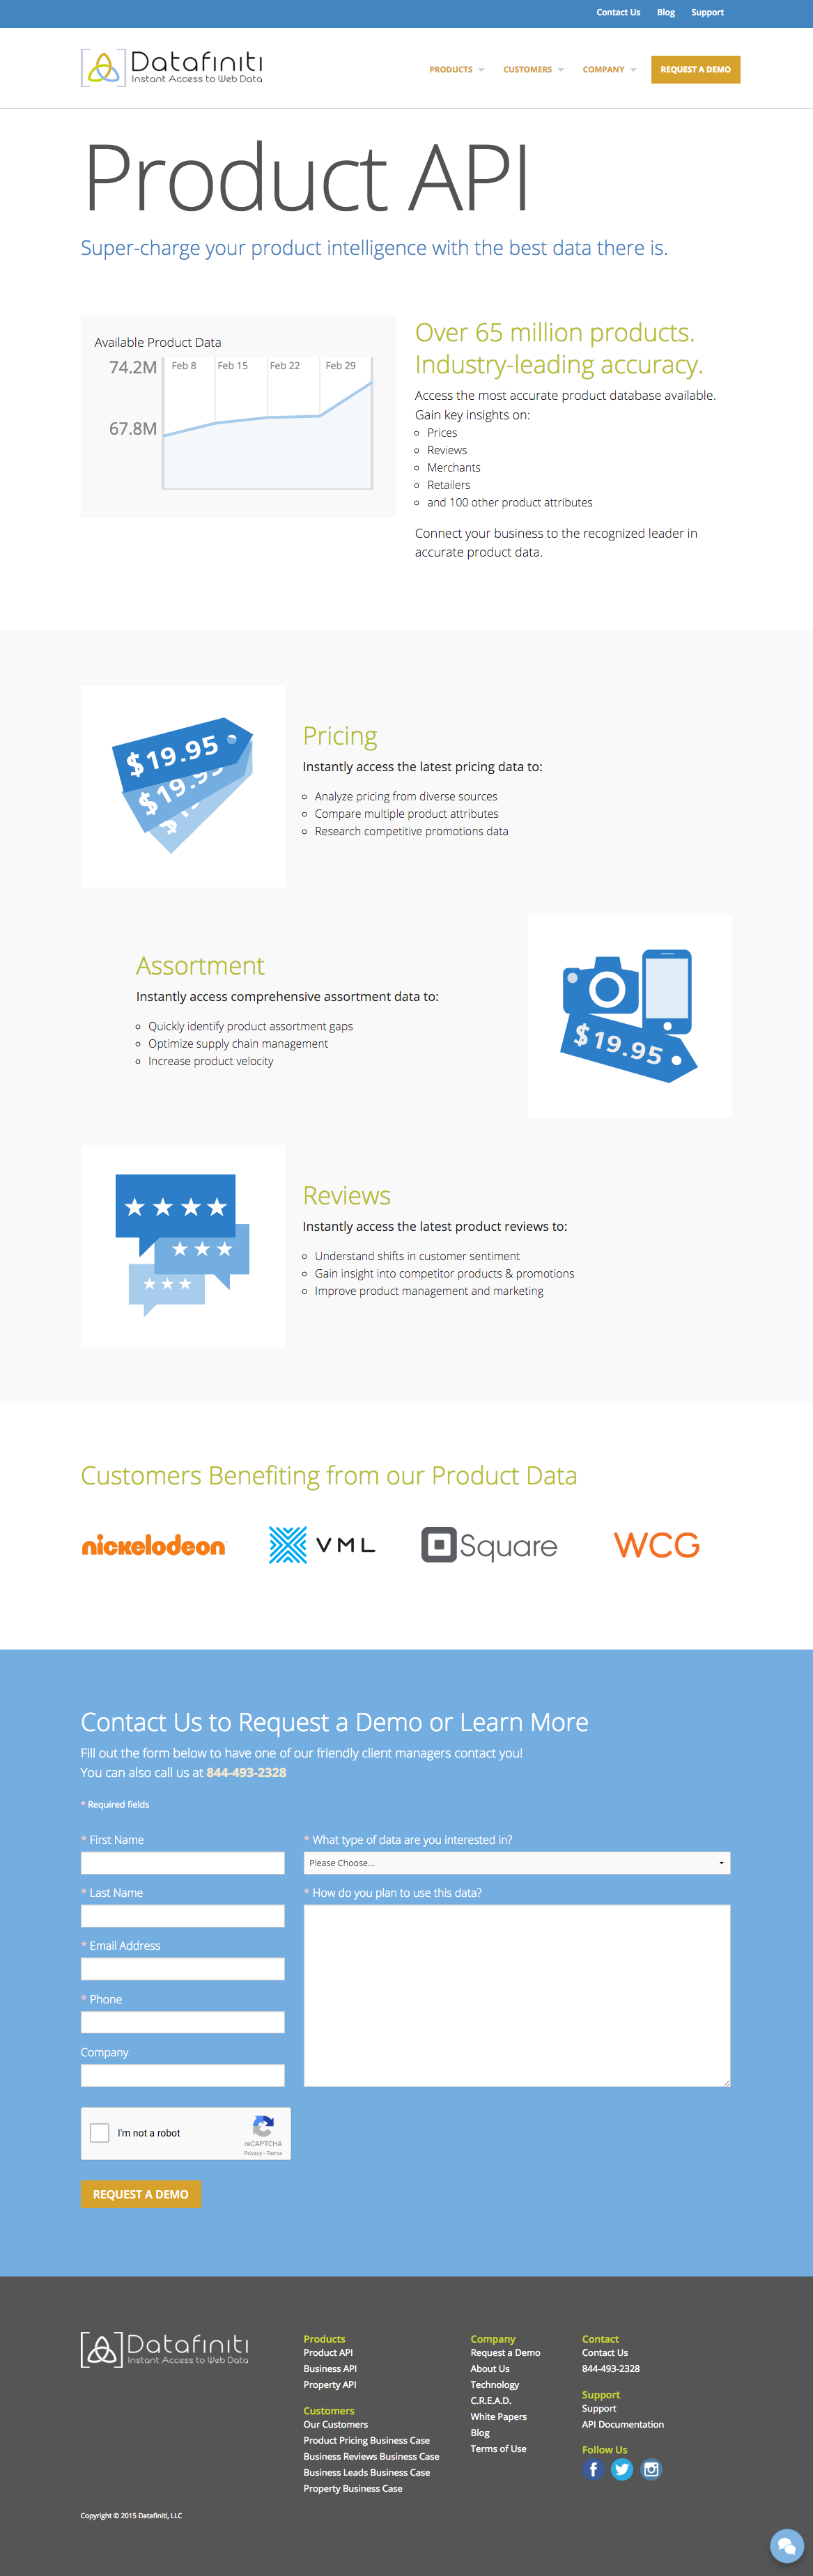 Contact Us Blog Support
Datafiniti
Instant Access to Web Data
PRODUCTS CUSTOMERS COMPANY REQUEST A DEMO
Product API
Super-charge your product intelligence with the best data there is.
Available Product Data
74.2M
Feb 8 Feb 15 Feb 22 Feb 29
67.8M
Over 65 million products.
Industry-leading accuracy.
Access the most accurate product database available.
Gain key insights on:
Prices
Reviews
Merchants
Retailers
and 100 other product attributes
Connect your business to the recognized leader in
accurate product data.
$19.95
$19.95
$1
Pricing
Instantly access the latest pricing data to:
Analyze pricing from diverse sources
Compare multiple product attributes
Research competitive promotions data
Assortment
Instantly access comprehensive assortment data to:
Quickly identify product assortment gaps
Optimize supply chain management
Increase product velocity
$19.95
Reviews
Instantly access the latest product reviews to:
Understand shifts in customer sentiment
Gain insight into competitor products & promotions
Improve product management and marketing
Customers Benefiting from our Product Data
nickelodeon VML Square WCG
Contact Us to Request a Demo or Learn More
Fill out the form below to have one of our friendly client managers contact you!
You can also call us at 844-493-2328
* Required fields
* First Name
* Last Name
* Email Address
* Phone
Company
* What type of data are you interested in?
Please Choose...
* How do you plan to use this data?
I'm not a robot
reCAPTCHA
Privacy - Terms
REQUEST A DEMO
Datafiniti
Instant Access to Web Data
Products
Product API
Business API
Property API
Customers
Our Customers
Product Pricing Business Case
Business Reviews Business Case
Business Leads Business Case
Property Business Case
Company
Request a Demo
About Us
Technology
C.R.E.A.D.
White Papers
Blog
Terms of Use
Contact
Contact Us
844-493-2328
Support
Support
API Documentation
Follow Us
Copyright © 2015 Datafiniti, LLC